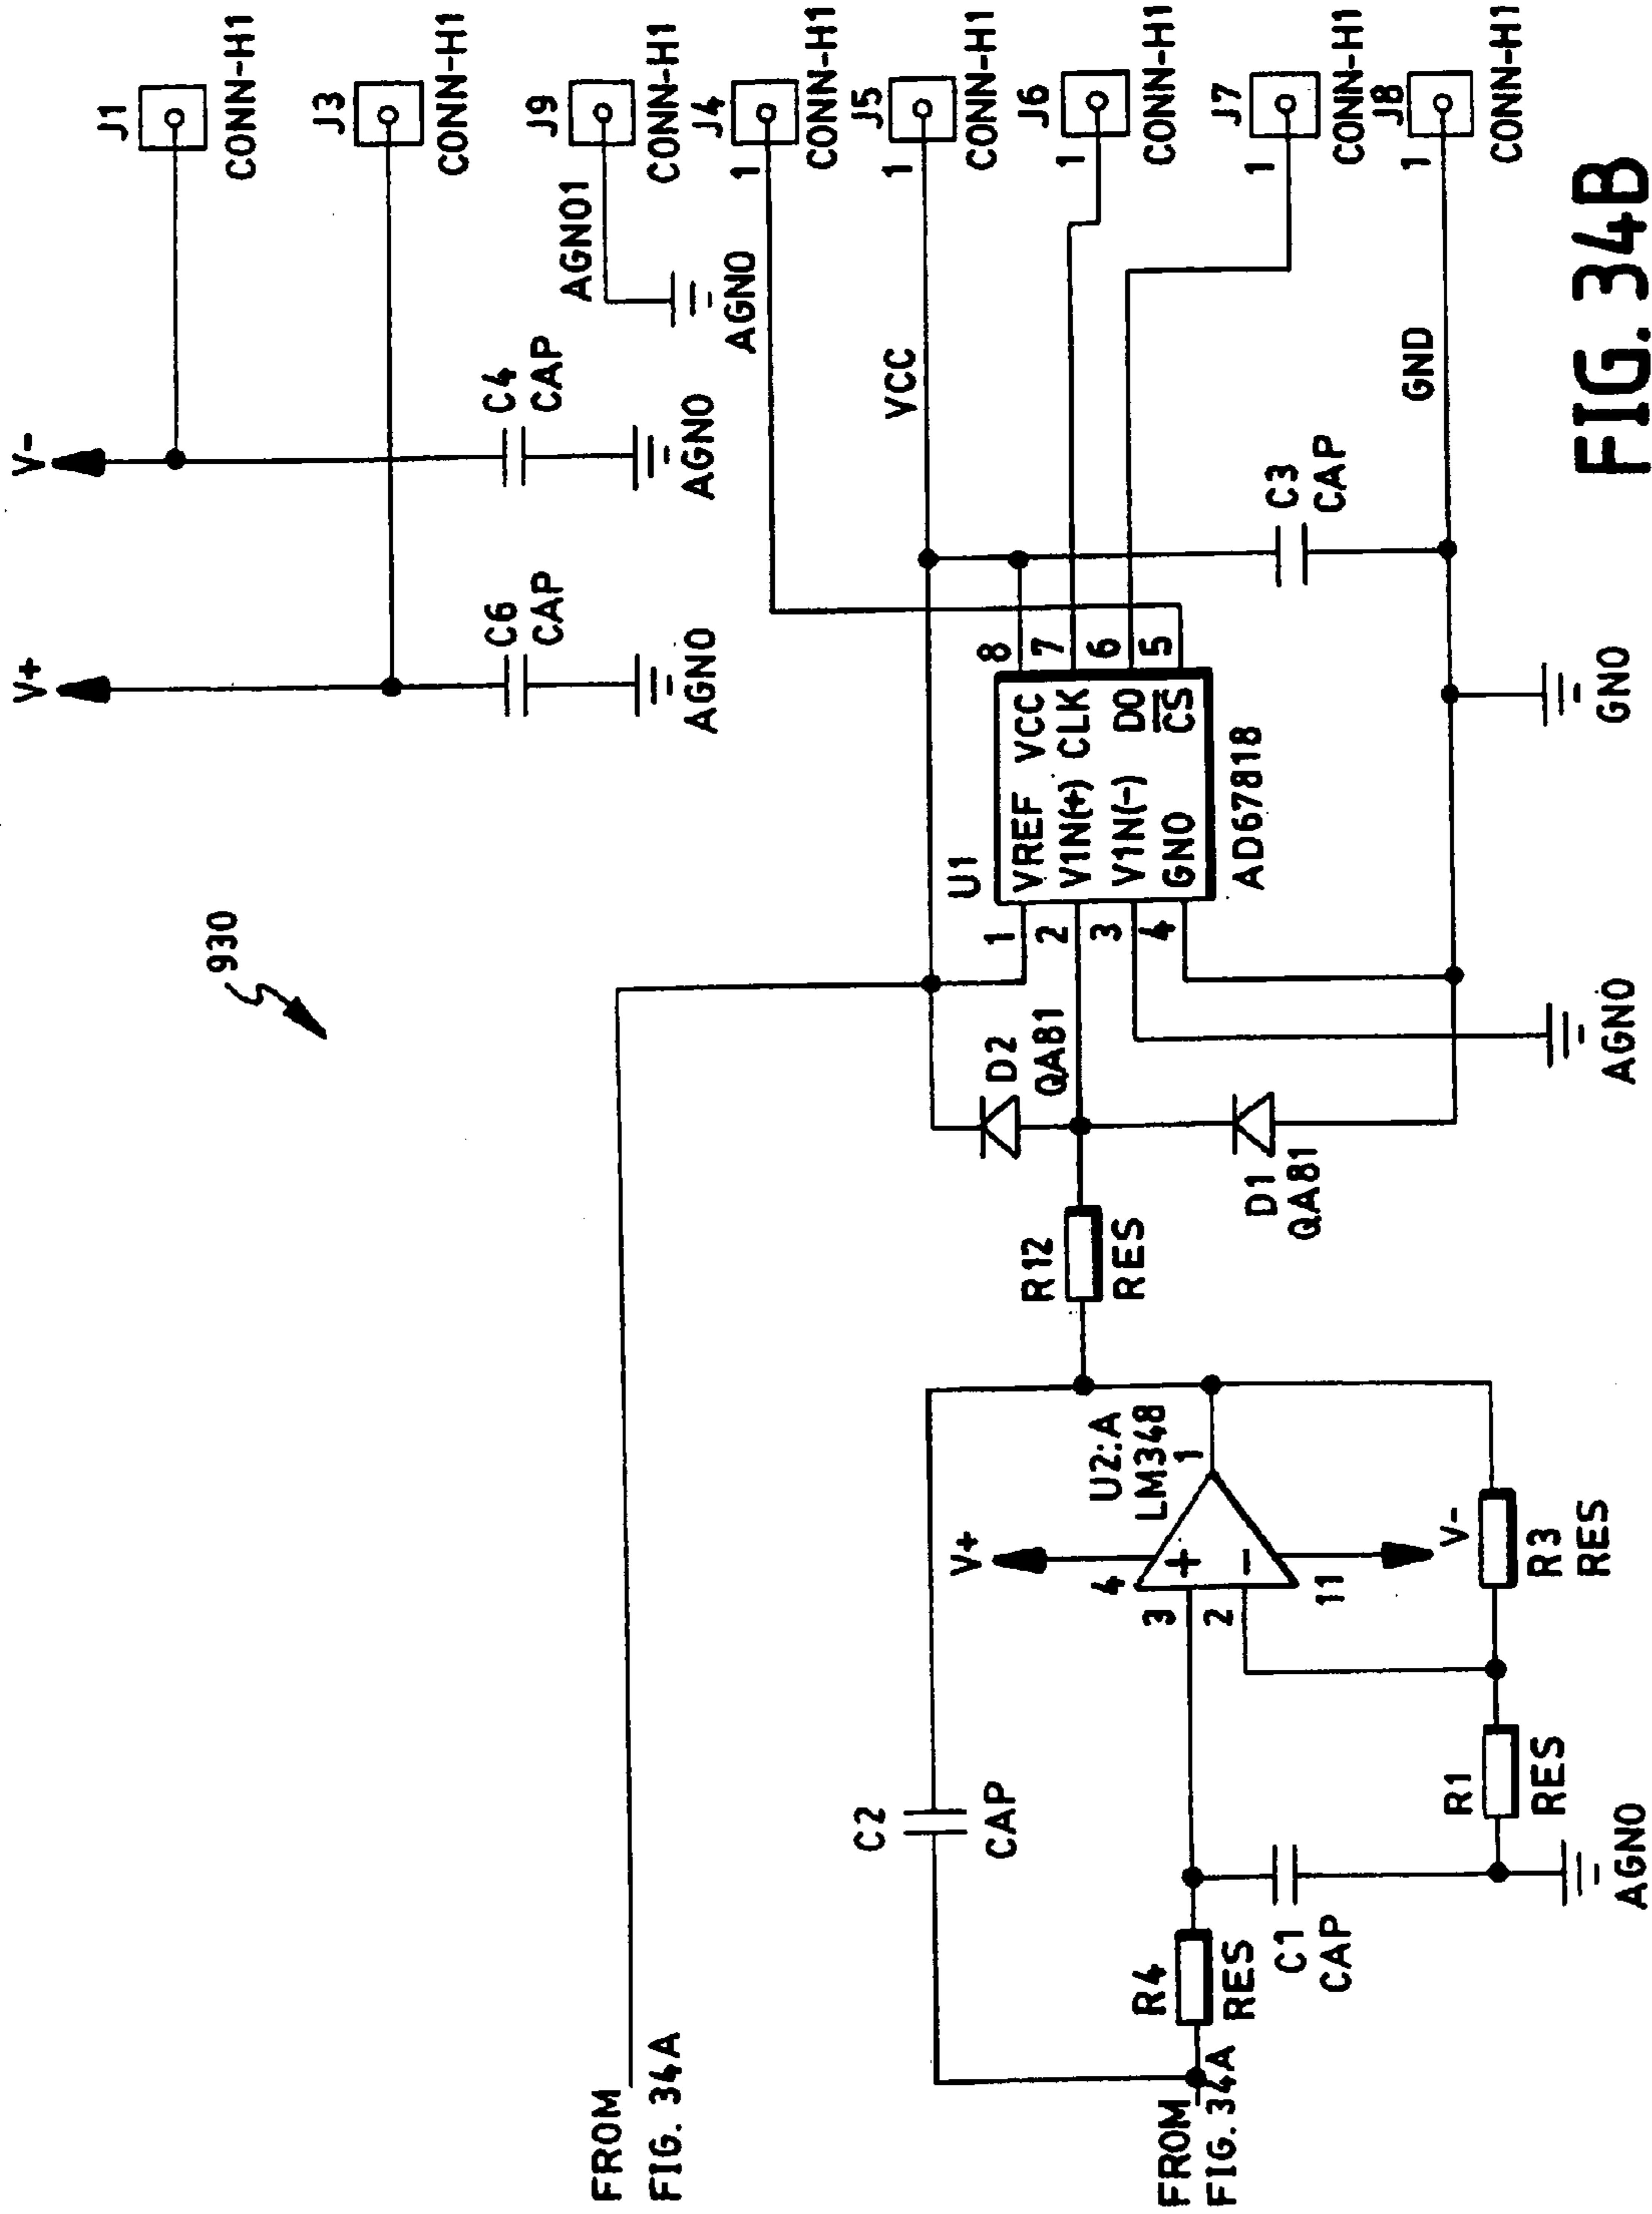 930
V+
V-
J1
CONN-H1
J3
CONN-H1
J9
CONN-H1
AGNO1
AGNO
C6
CAP
AGNO
C4
CAP
AGNO
J4
1
CONN-H1
J5
1
CONN-H1
VCC
J6
1
CONN-H1
J7
1
CONN-H1
J8
1
CONN-H1
GND
FROM
FIG. 34A
C2
CAP
FROM
FIG. 34A
R4
RES
C1
CAP
R1
RES
AGNO
R3
RES
V+
4
3
2
11
V-
U2:A
LM348
1
R12
RES
D2
QA81
D1
QA81
U1
1
2
3
4
VREF VCC
V1N(+) CLK
V1N(-) DO
GNO CS
8
7
6
5
AD67818
AGNO
C3
CAP
GNO
FIG. 34B